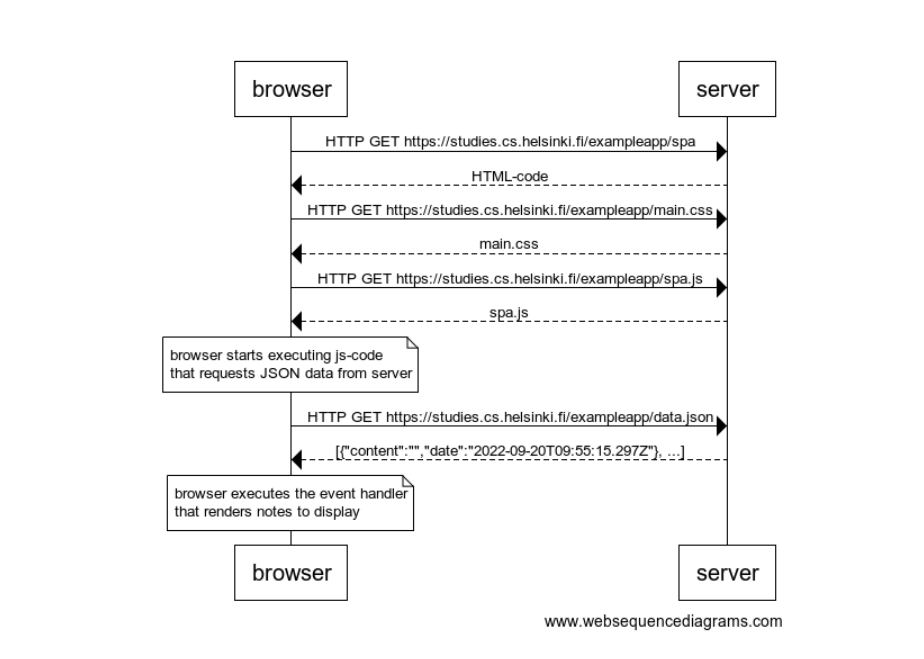 browser
server
HTTP GET https://studies.cs.helsinki.fi/exampleapp/spa
HTML-code
HTTP GET https://studies.cs.helsinki.fi/exampleapp/main.css
main.css
HTTP GET https://studies.cs.helsinki.fi/exampleapp/spa.js
spa.js
browser starts executing js-code
that requests JSON data from server
HTTP GET https://studies.cs.helsinki.fi/exampleapp/data.json
[{"content":"","date":"2022-09-20T09:55:15.297Z"}, ...]
browser executes the event handler
that renders notes to display
browser
server
www.websequencediagrams.com